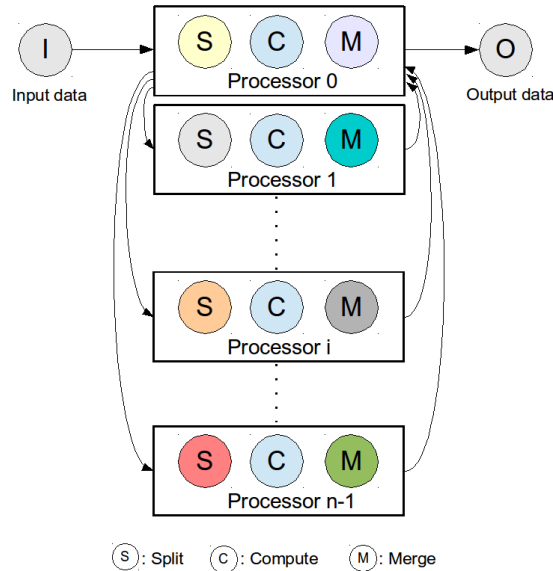 I S C M O
Input data Processor 0 Output data
S C M
Processor 1
S C M
Processor i
S C M
Processor n-1
S : Split C : Compute M : Merge